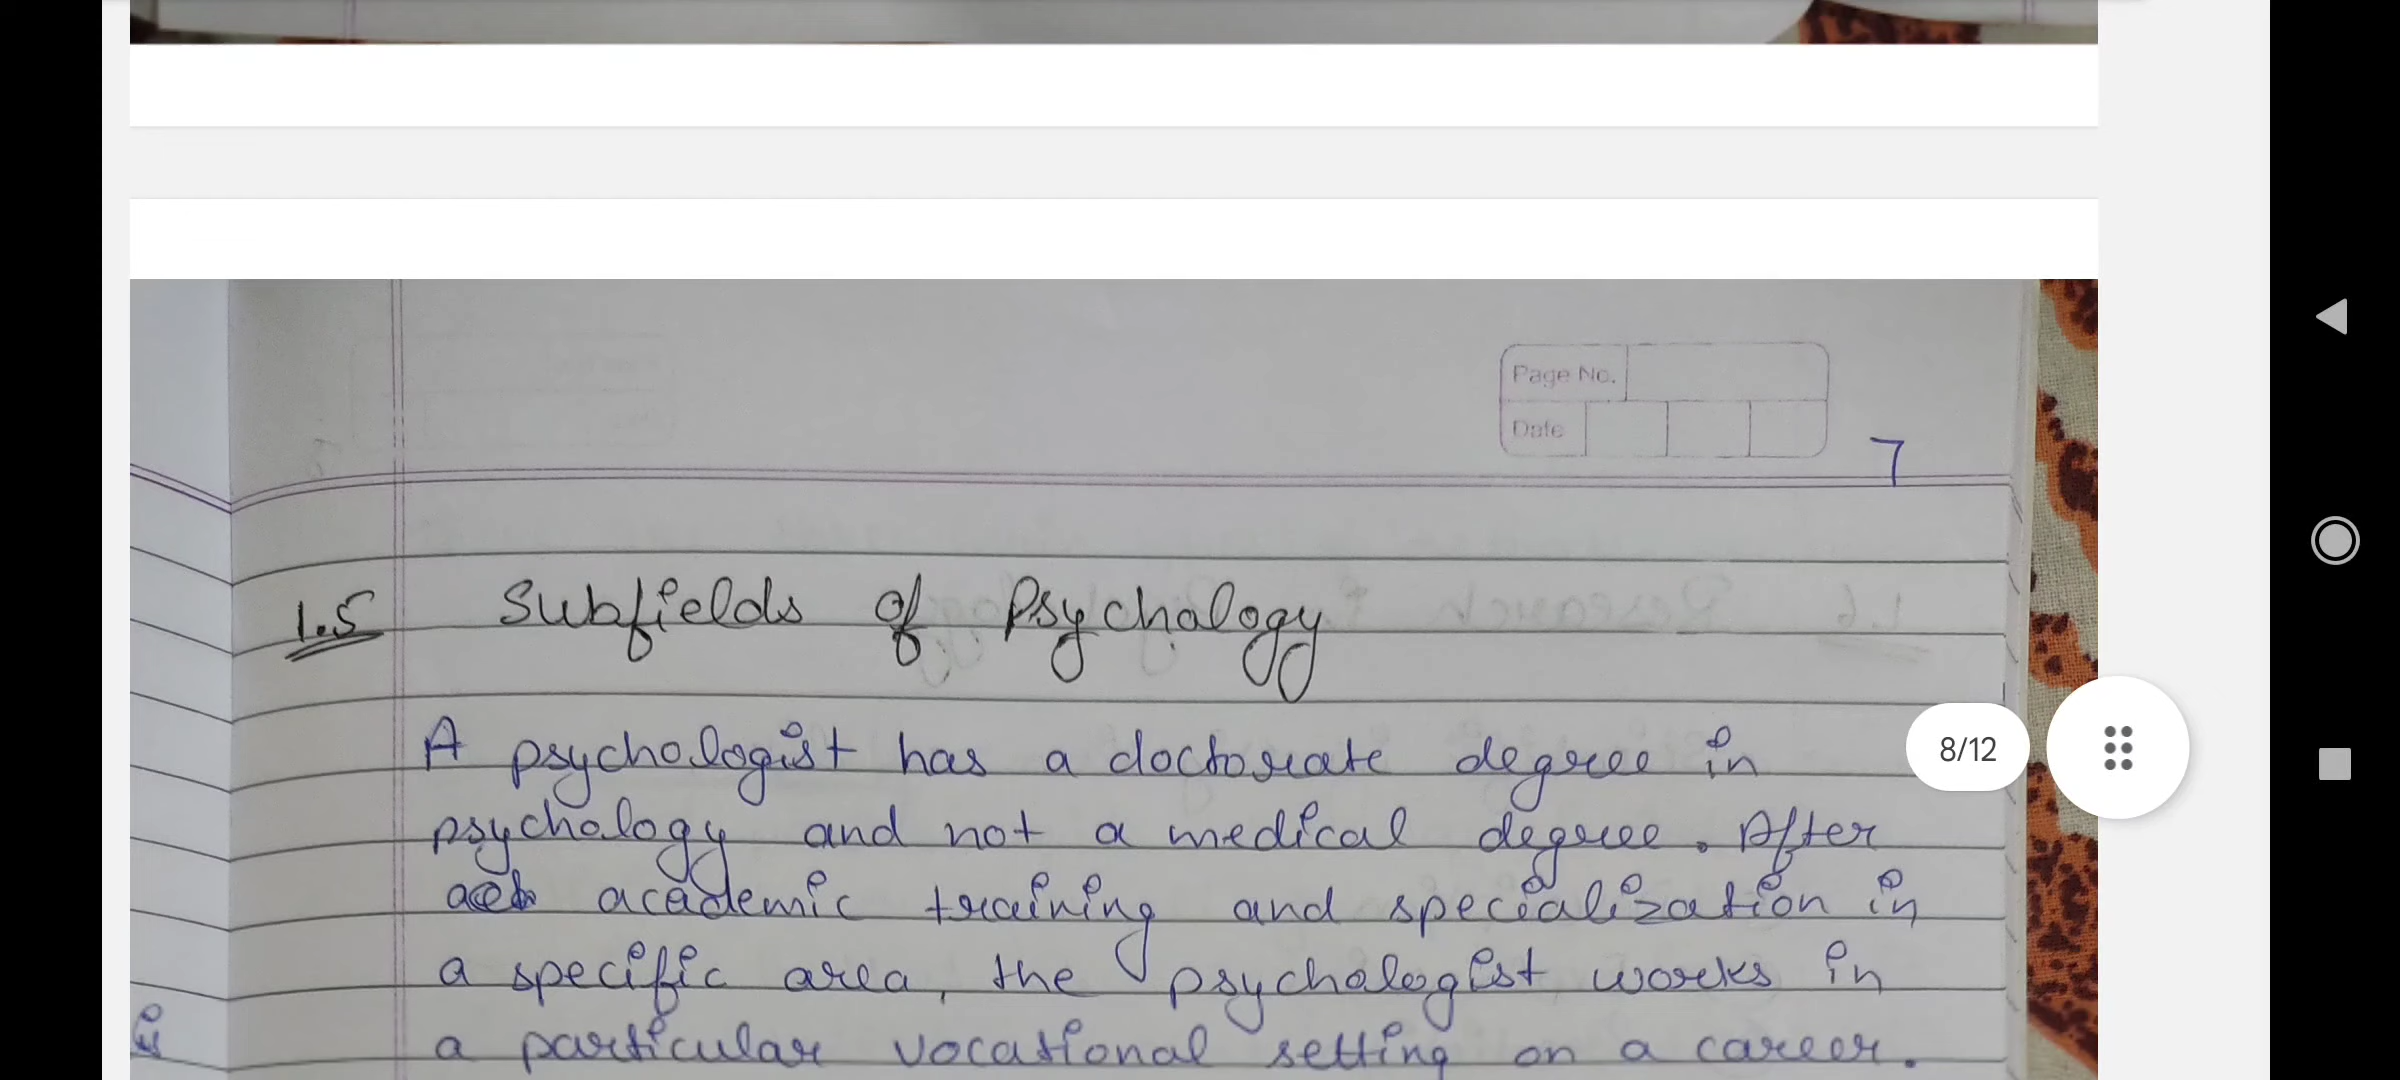 Page No.
Date
7
1.5 Subfields of Psychology
A psychologist has a doctorate degree in
psychology and not a medical degree. After
academic training and specialization in
a specific area, the psychologist works in
a particular vocational setting on a career.
8/12